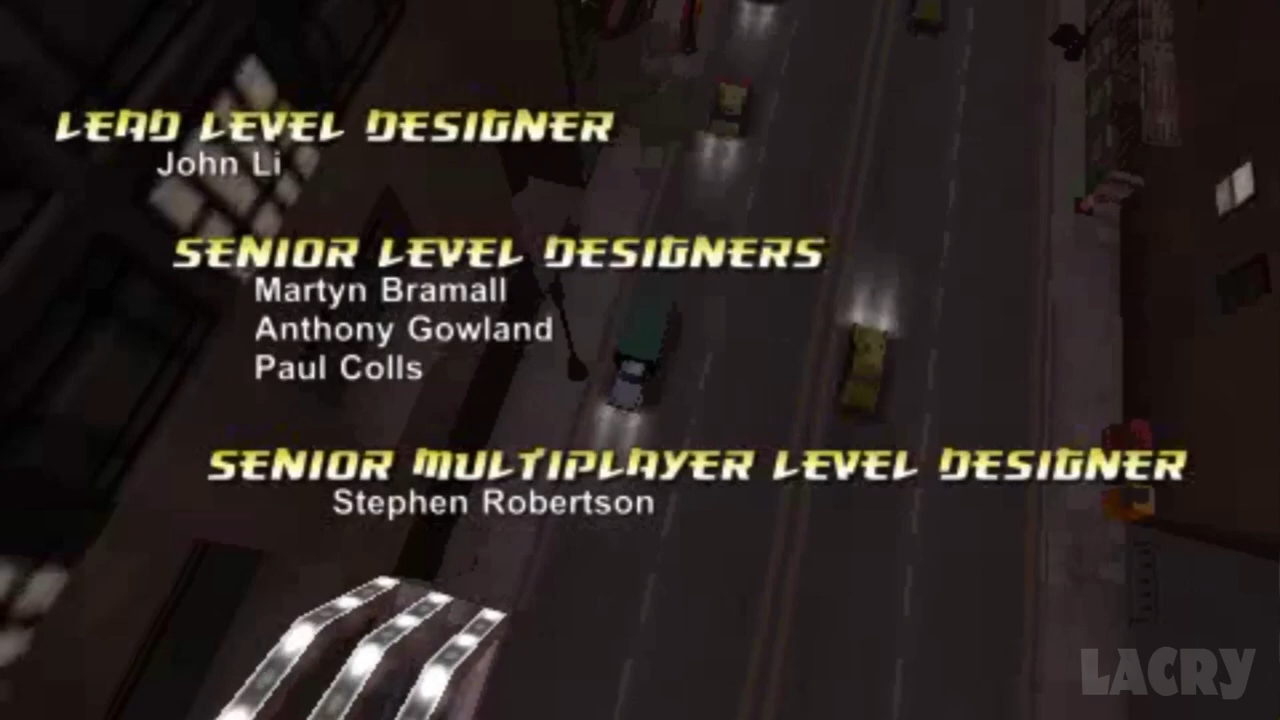 LEAD LEVEL DESIGNER
John Li
SENIOR LEVEL DESIGNERS
Martyn Bramall
Anthony Gowland
Paul Colls
SENIOR MULTIPLAYER LEVEL DESIGNER
Stephen Robertson
LACRY